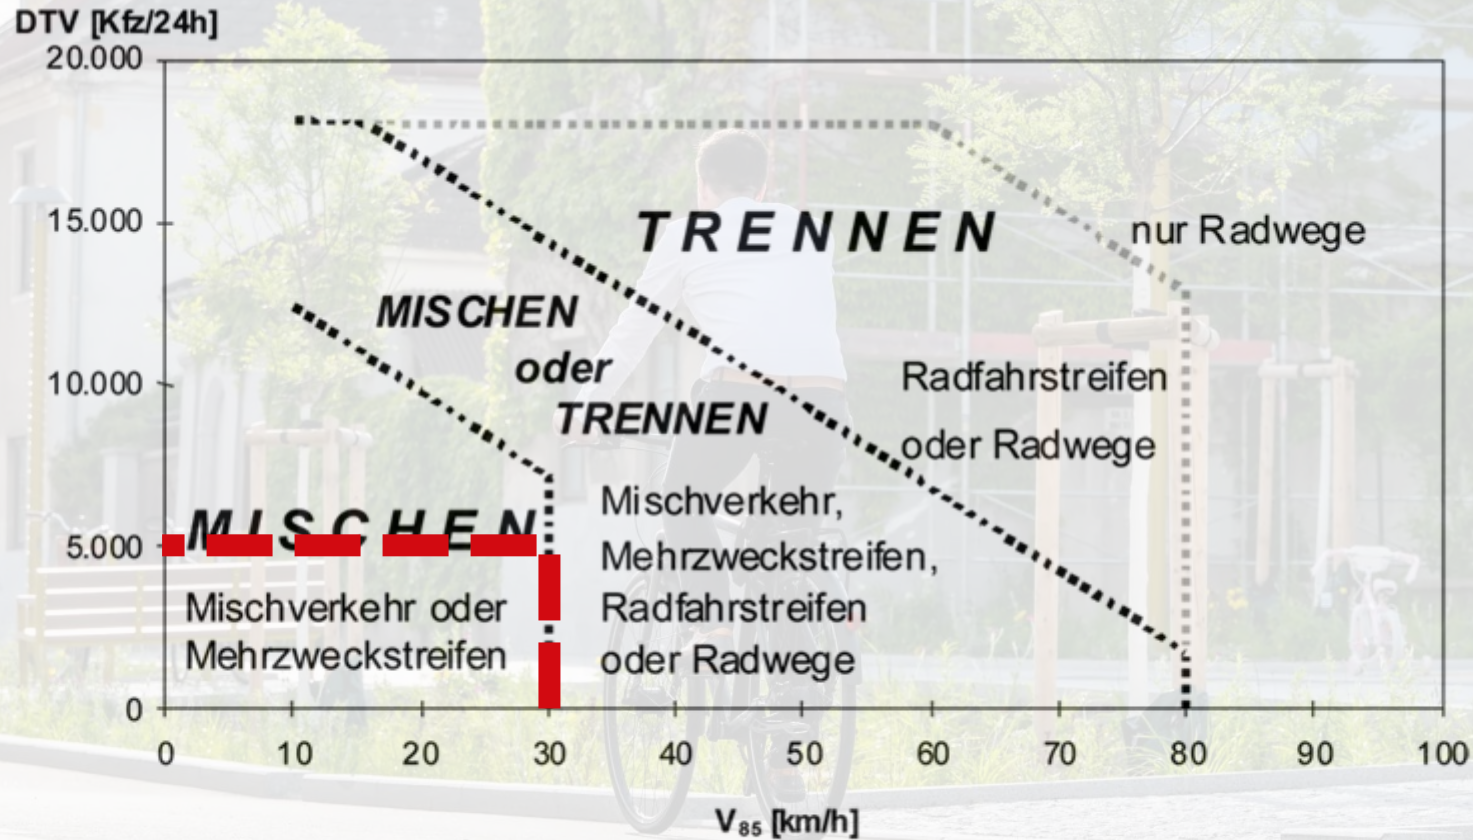 DTV [Kfz/24h]
20.000
15.000
10.000
5.000
0
TRENNEN
nur Radwege
MISCHEN
oder
TRENNEN
Radfahrstreifen
oder Radwege
MISCHEN
Mischverkehr oder
Mehrzweckstreifen
Mischverkehr,
Mehrzweckstreifen,
Radfahrstreifen
oder Radwege
0 10 20 30 40 50 60 70 80 90 100
V85 [km/h]